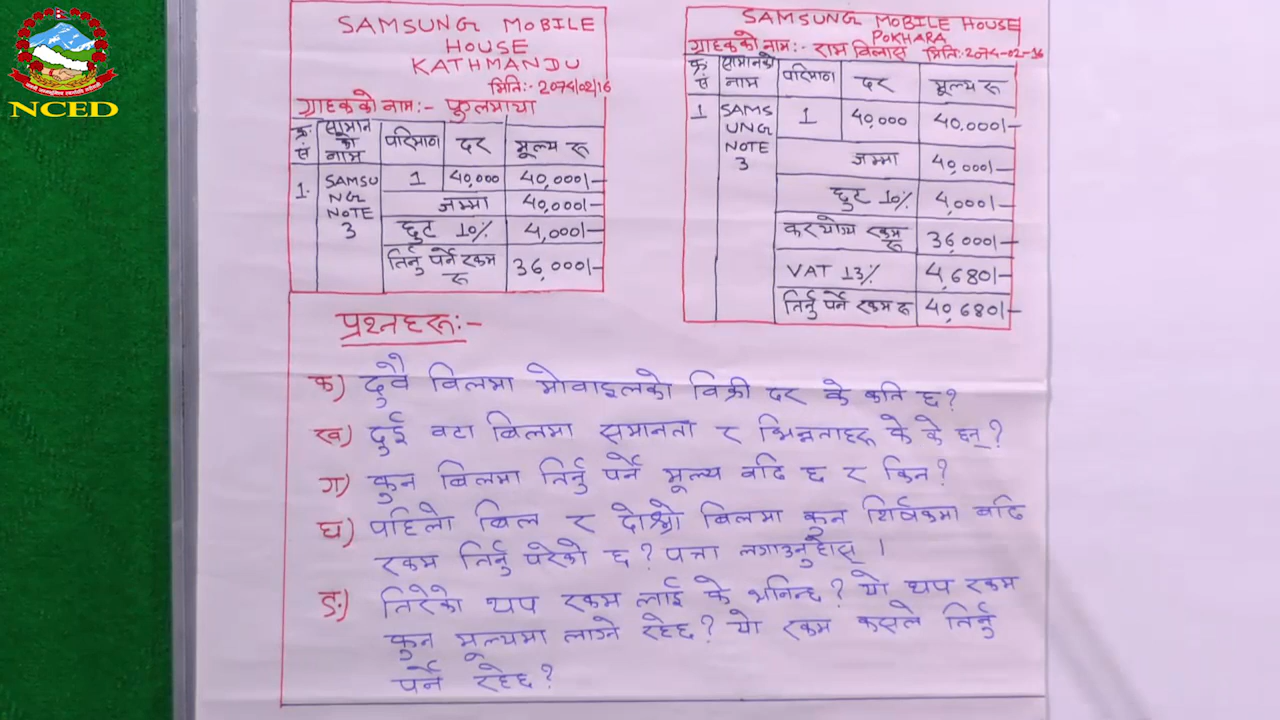 NCED
SAMSUNG MOBILE
HOUSE
KATHMANDU
मिति:- 2074/02/16
ग्राहकको नाम:- फुलमाया
क्र सं सामान को नाम परिमाण दर मूल्य रू
1. SAMSU NG NOTE 3 1 40,000 40,000/-
जम्मा 40,000/-
छुट 10% 4,000/-
तिर्नु पर्ने रकम रू 36,000/-
SAMSUNG MOBILE HOUSE
POKHARA
ग्राहकको नाम:- राम विलास मिति:-2074-02-16
क्र सं सामानको नाम परिमाण दर मूल्य रू
1 SAMS UNG NOTE 3 1 40,000 40,000/-
जम्मा 40,000/-
छुट 10% 4,000/-
करयोग्य रकम रू 36,000/-
VAT 13% 4,680/-
तिर्नु पर्ने रकम रू 40,680/-
प्रश्नहरू:-
क) दुवै बिलमा मोबाइलको बिक्री दर के कति छ?
ख) दुई वटा बिलमा समानता र भिन्नताहरू के के छन्?
ग) कुन बिलमा तिर्नु पर्ने मूल्य बढि छ र किन?
घ) पहिलो बिल र दोश्रो बिलमा कुन शिर्षकमा बढि
रकम तिर्नु परेको छ? पत्ता लगाउनुहोस् ।
ङ) तिरेको थप रकम लाई के भनिन्छ? यो थप रकम
कुन मूल्यमा लाग्ने रहेछ? यो रकम कसले तिर्नु
पर्ने रहेछ?